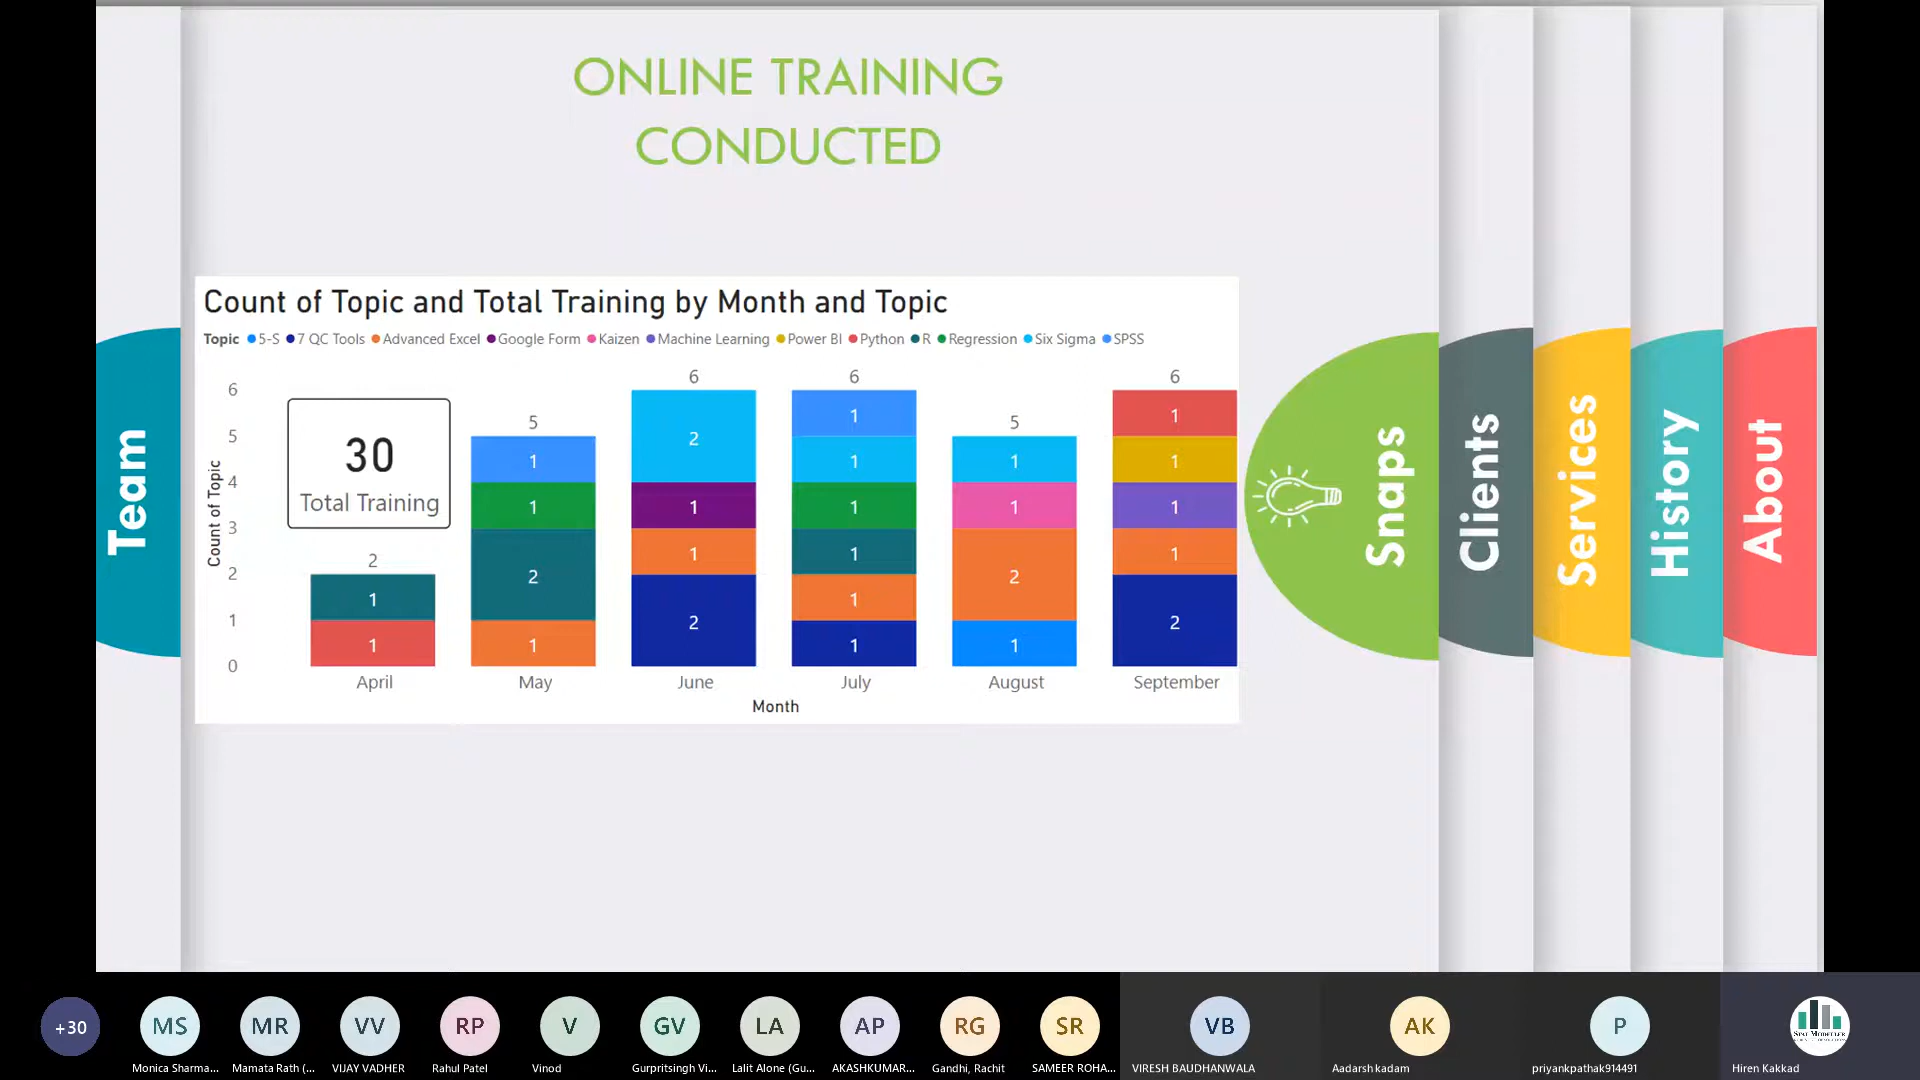 ONLINE TRAINING
CONDUCTED
Count of Topic and Total Training by Month and Topic
Topic 5-S 7 QC Tools Advanced Excel Google Form Kaizen Machine Learning Power BI Python R Regression Six Sigma SPSS
Count of Topic
6
5
4
3
2
1
0
30
Total Training
2
1
1
5
1
1
2
1
6
2
1
1
2
6
1
1
1
1
1
1
5
1
1
2
1
6
1
1
1
1
2
April May June July August September
Month
Team
Snaps
Clients
Services
History
About
+30
MS
Monica Sharma...
MR
Mamata Rath (...
VV
VIJAY VADHER
RP
Rahul Patel
V
Vinod
GV
Gurpritsingh Vi...
LA
Lalit Alone (Gu...
AP
AKASHKUMAR...
RG
Gandhi, Rachit
SR
SAMEER ROHA...
VB
VIRESH BAUDHANWALA
AK
Aadarsh kadam
P
priyankpathak914491
Stat Modeller
Hiren Kakkad